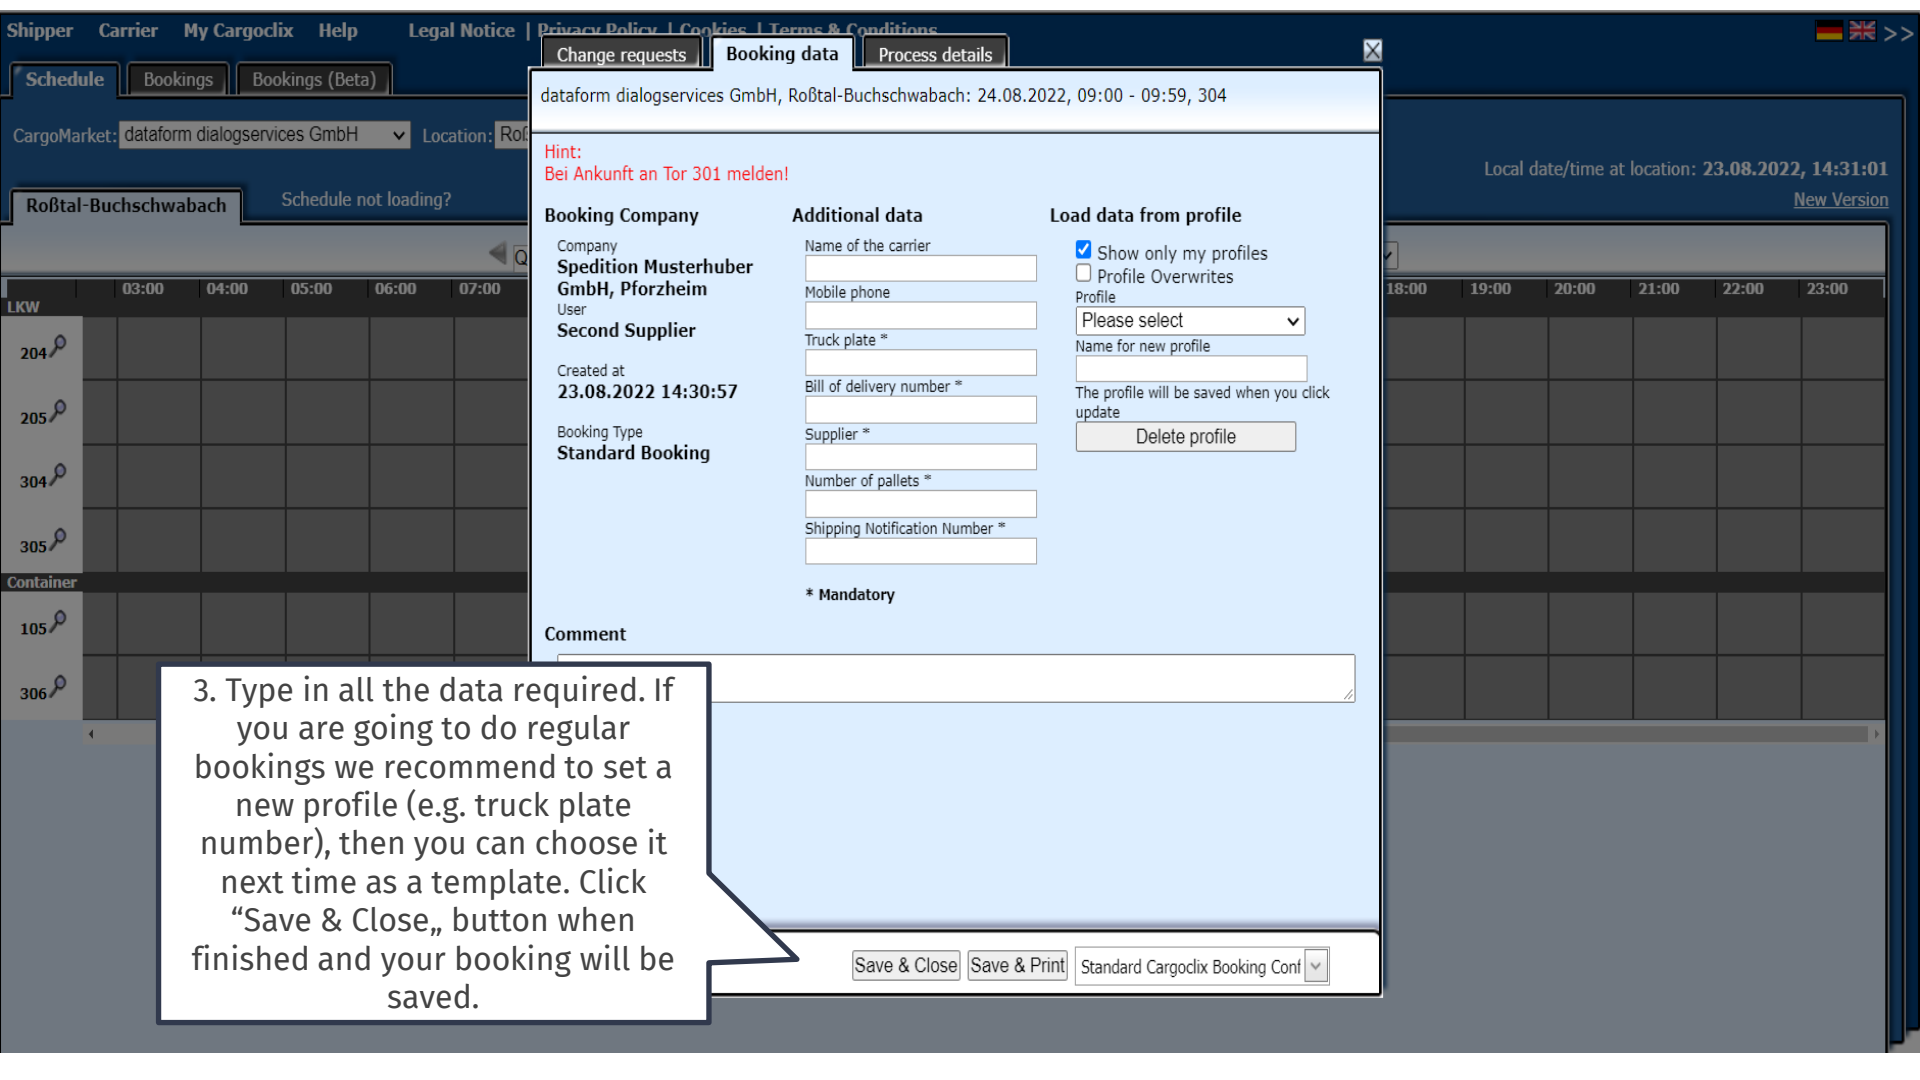 Shipper Carrier My Cargoclix Help Legal Notice | Privacy Policy | Cookies | Terms & Conditions >>
Schedule Bookings Bookings (Beta)
CargoMarket: dataform dialogservices GmbH Location: Roß
Local date/time at location: 23.08.2022, 14:31:01
Roßtal-Buchschwabach Schedule not loading? New Version
Q
03:00 04:00 05:00 06:00 07:00 18:00 19:00 20:00 21:00 22:00 23:00
LKW
204
205
304
305
Container
105
306
Change requests Booking data Process details X
dataform dialogservices GmbH, Roßtal-Buchschwabach: 24.08.2022, 09:00 - 09:59, 304
Hint:
Bei Ankunft an Tor 301 melden!
Booking Company
Company
Spedition Musterhuber
GmbH, Pforzheim
User
Second Supplier
Created at
23.08.2022 14:30:57
Booking Type
Standard Booking
Additional data
Name of the carrier
Mobile phone
Truck plate *
Bill of delivery number *
Supplier *
Number of pallets *
Shipping Notification Number *
* Mandatory
Load data from profile
Show only my profiles
Profile Overwrites
Profile
Please select
Name for new profile
The profile will be saved when you click
update
Delete profile
Comment
3. Type in all the data required. If
you are going to do regular
bookings we recommend to set a
new profile (e.g. truck plate
number), then you can choose it
next time as a template. Click
“Save & Close„ button when
finished and your booking will be
saved.
Save & Close Save & Print Standard Cargoclix Booking Conf